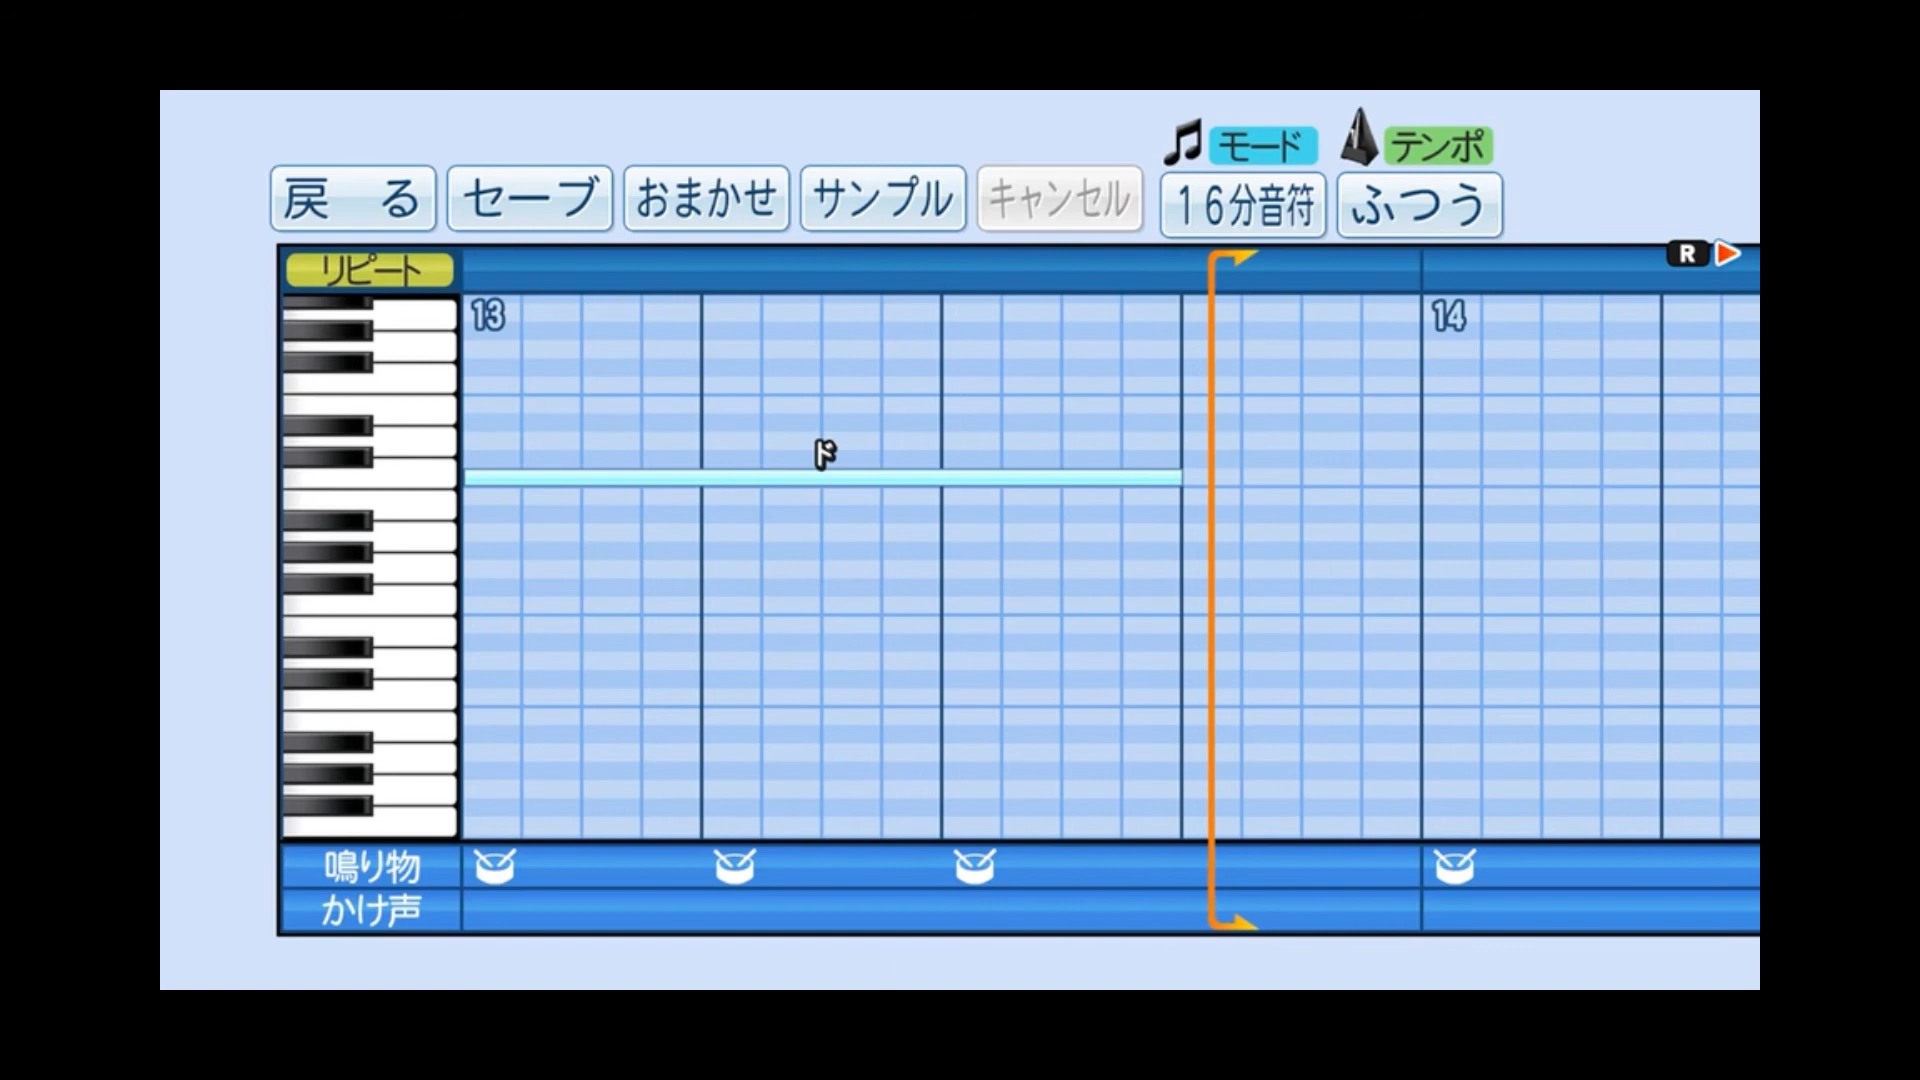 モード テンポ
戻 る セーブ おまかせ サンプル キャンセル 16分音符 ふつう
リピート R
13 14
ド
鳴り物
かけ声